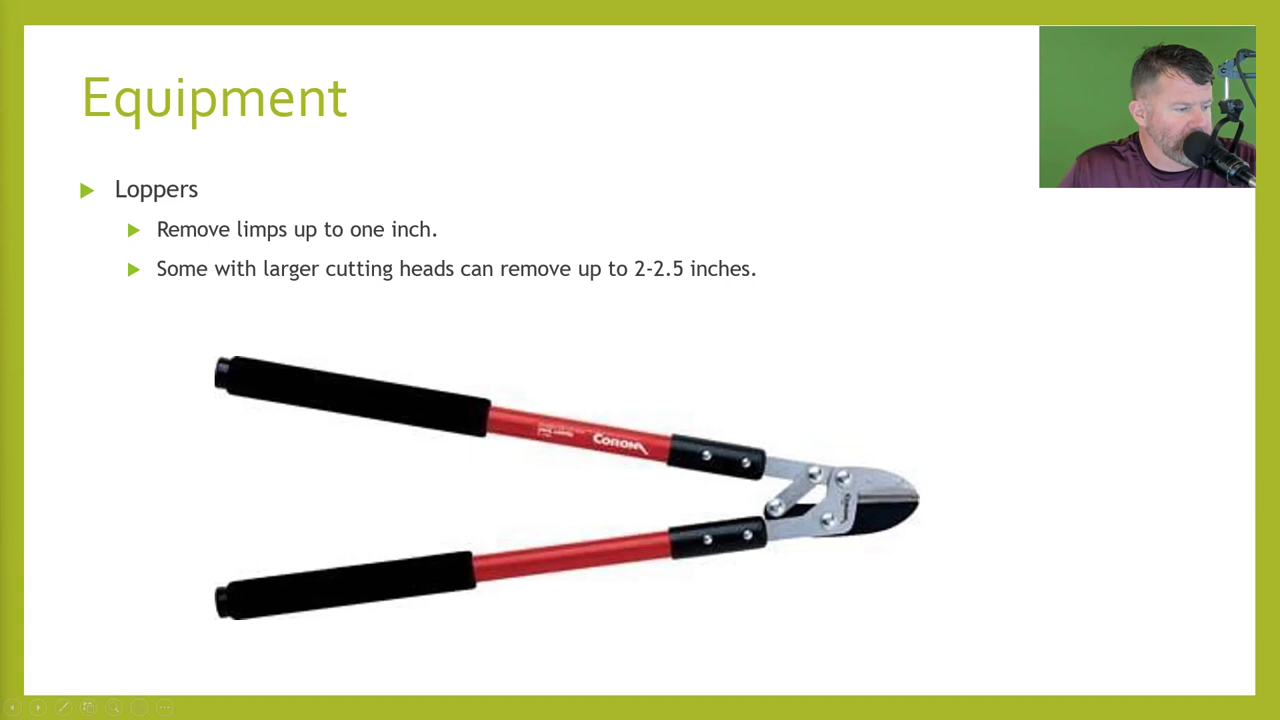 Equipment
Loppers
Remove limps up to one inch.
Some with larger cutting heads can remove up to 2-2.5 inches.
CORONA